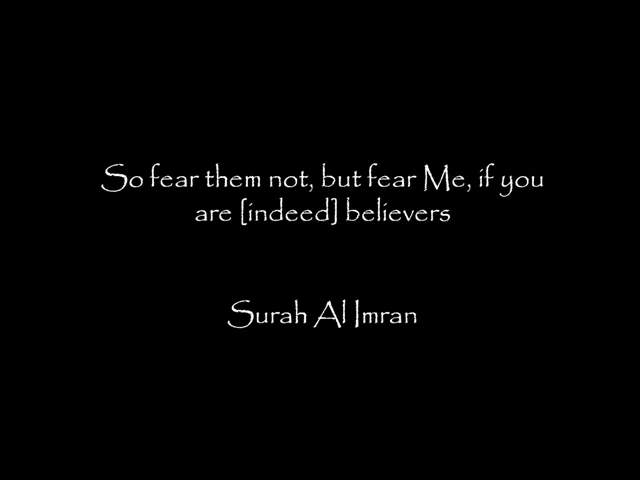 So fear them not, but fear Me, if you
are [indeed] believers
Surah Al Imran